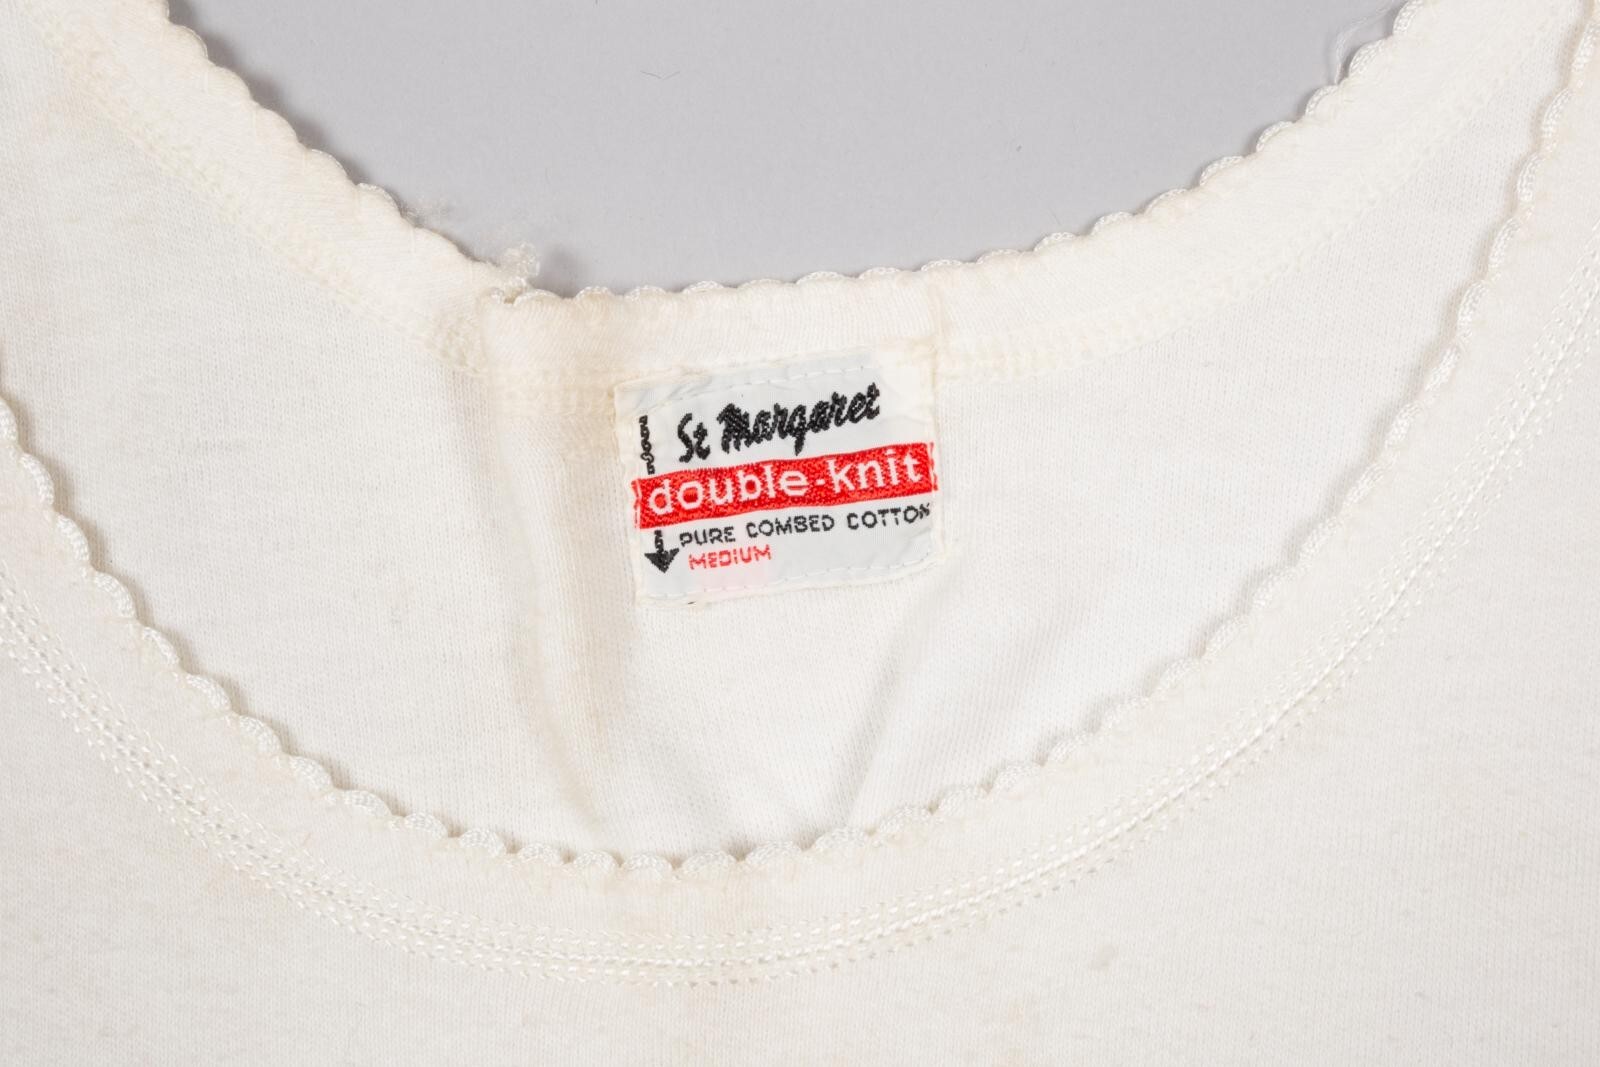 St Margaret
double-knit
PURE COMBED COTTON
MEDIUM